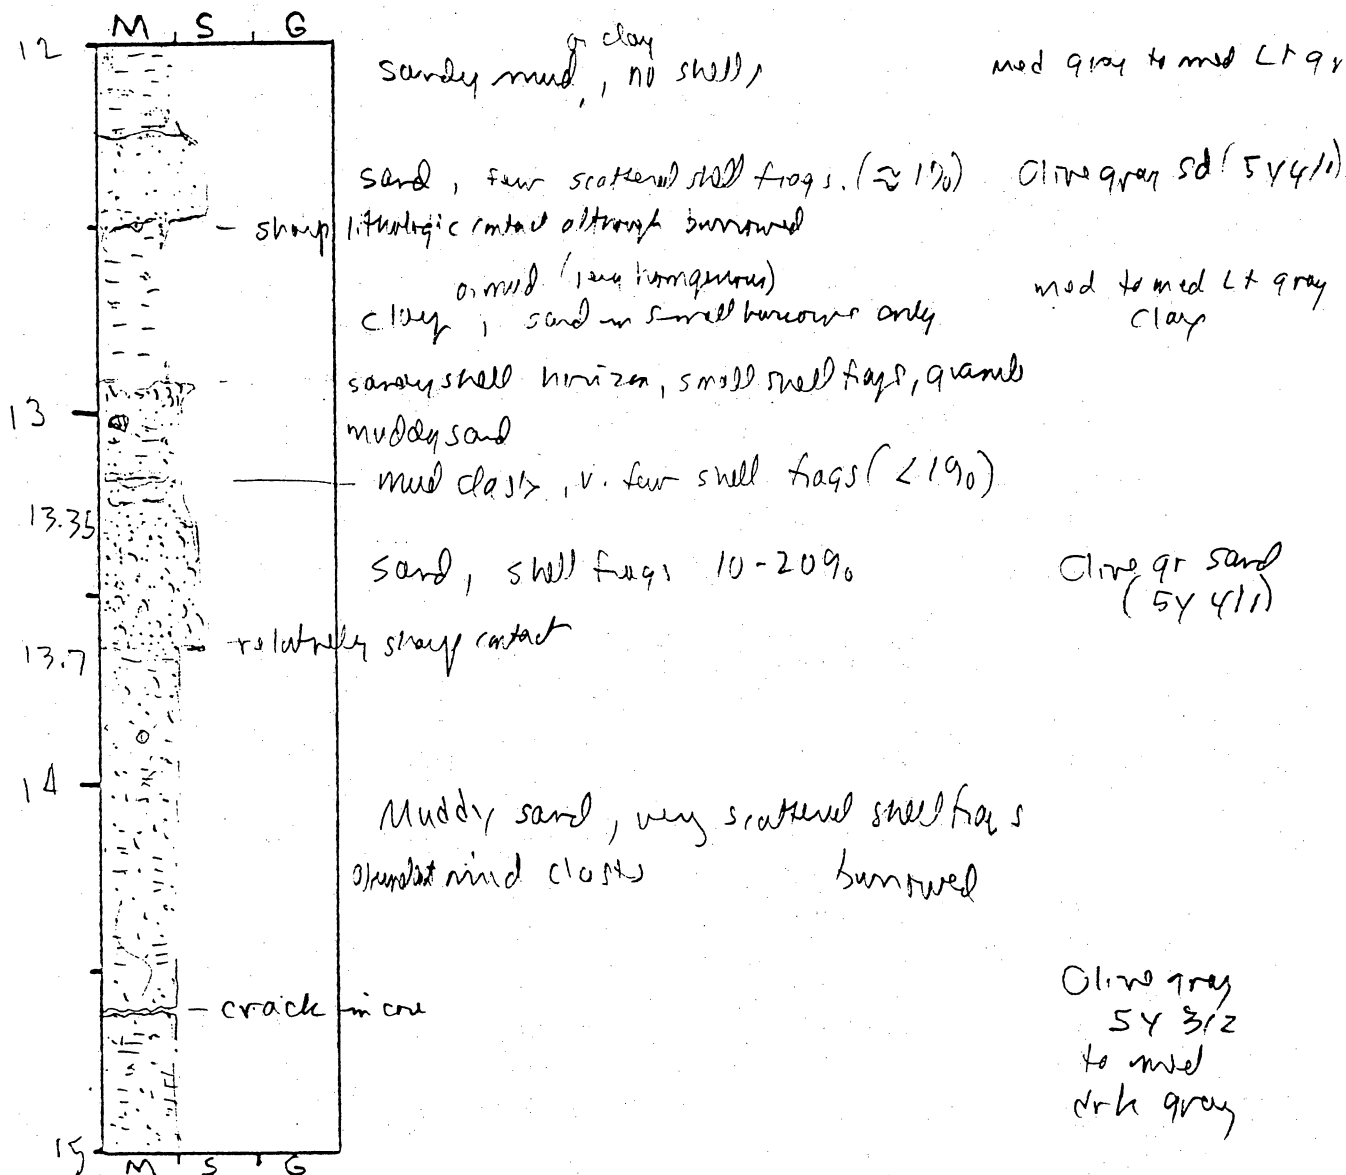 M S G
12
or clay
sandy mud, no shells
med gray to med Lt gr
sand, few scattered shell frags. (≈ 1%)
Olive gray sd (5Y4/1)
- sharp lithologic contact although burrowed
or mud (very homogenous)
clay, sand in small burrows only
med to med Lt gray
clay
sandy shell horizon, small shell frags,
13
muddy sand
- mud clasts, v. few shell frags (<1%)
13.35
sand, shell frags 10-20%
Olive gr sand
(5Y 4/1)
- relatively sharp contact
13.7
14
Muddy sand, very scattered shell frags
abundant mud clasts burrowed
Olive gray
5Y 3/2
to med
drk gray
- crack in core
15
M S G